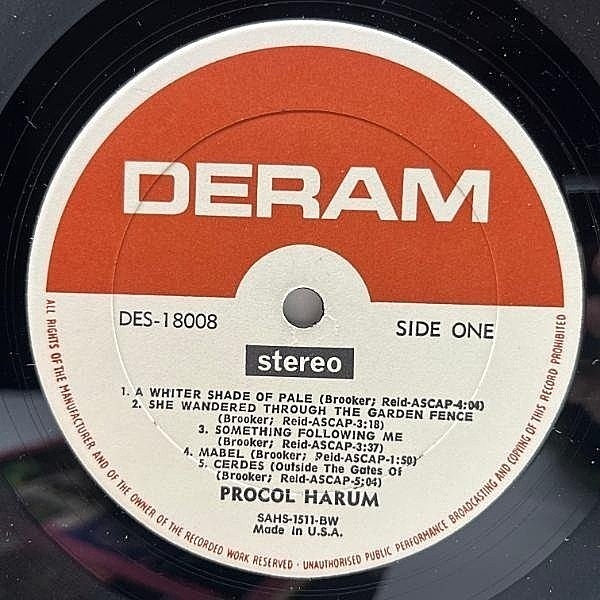 DERAM
DES-18008
SIDE ONE
stereo
1. A WHITER SHADE OF PALE (Brooker; Reid-ASCAP-4:04)
2. SHE WANDERED THROUGH THE GARDEN FENCE
(Brooker; Reid-ASCAP-3:18)
3. SOMETHING FOLLOWING ME
(Brooker; Reid-ASCAP-3:37)
4. MABEL (Brooker; Reid-ASCAP-1:50)
5. CERDES (Outside The Gates Of
(Brooker; Reid-ASCAP-5:04)
PROCOL HARUM
SAHS-1511-BW
Made in U.S.A.
ALL RIGHTS OF THE MANUFACTURER AND OF THE OWNER OF THE RECORDED WORK RESERVED · UNAUTHORISED PUBLIC PERFORMANCE BROADCASTING AND COPYING OF THIS RECORD PROHIBITED